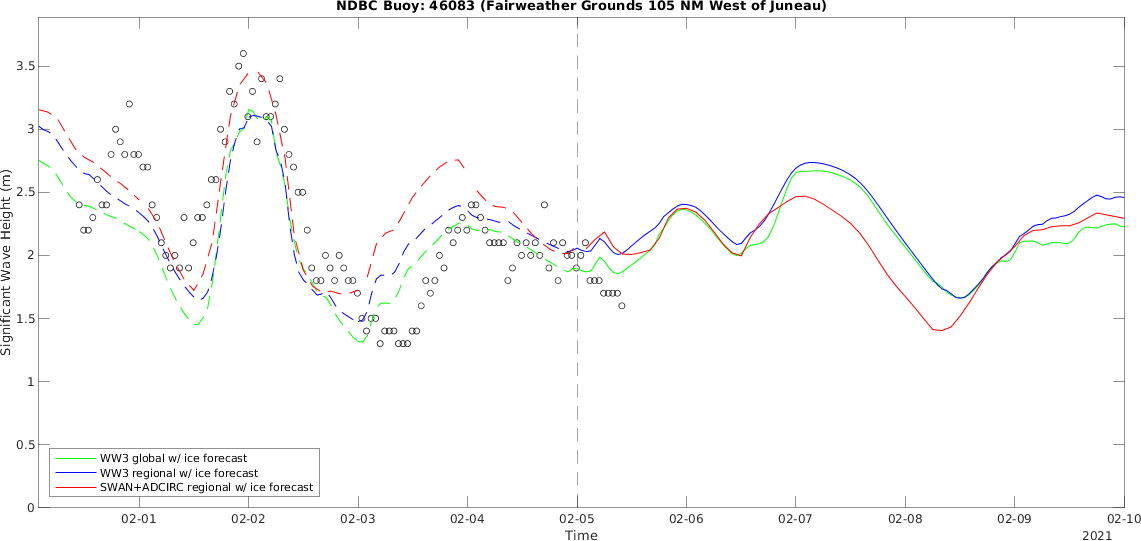 NDBC Buoy: 46083 (Fairweather Grounds 105 NM West of Juneau)
Significant Wave Height (m)
3.5
3
2.5
2
1.5
1
0.5
0
WW3 global w/ ice forecast
WW3 regional w/ ice forecast
SWAN+ADCIRC regional w/ ice forecast
02-01 02-02 02-03 02-04 02-05 02-06 02-07 02-08 02-09 02-10
Time
2021